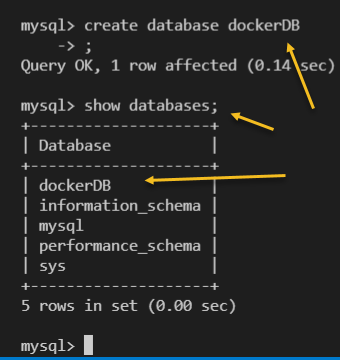 mysql> create database dockerDB
    -> ;
Query OK, 1 row affected (0.14 sec)
mysql> show databases;
+--------------------+
| Database           |
+--------------------+
| dockerDB           |
| information_schema |
| mysql              |
| performance_schema |
| sys                |
+--------------------+
5 rows in set (0.00 sec)
mysql>